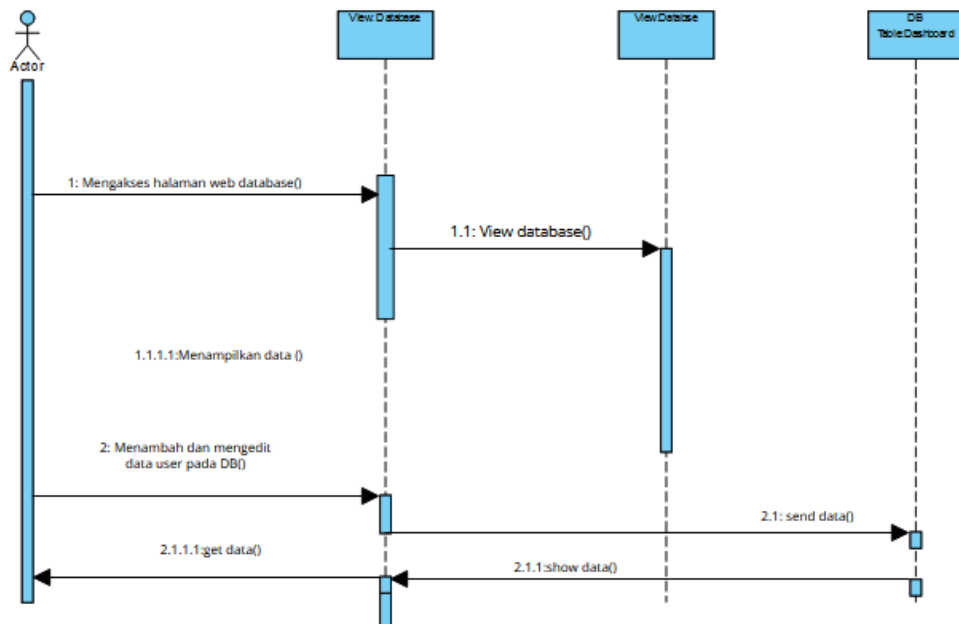 View: Database
View:Databse
DB
Table:Dashboard
Actor
1: Mengakses halaman web database()
1.1: View database()
1.1.1.1:Menampilkan data ()
2: Menambah dan mengedit
data user pada DB()
2.1: send data()
2.1.1.1:get data()
2.1.1:show data()